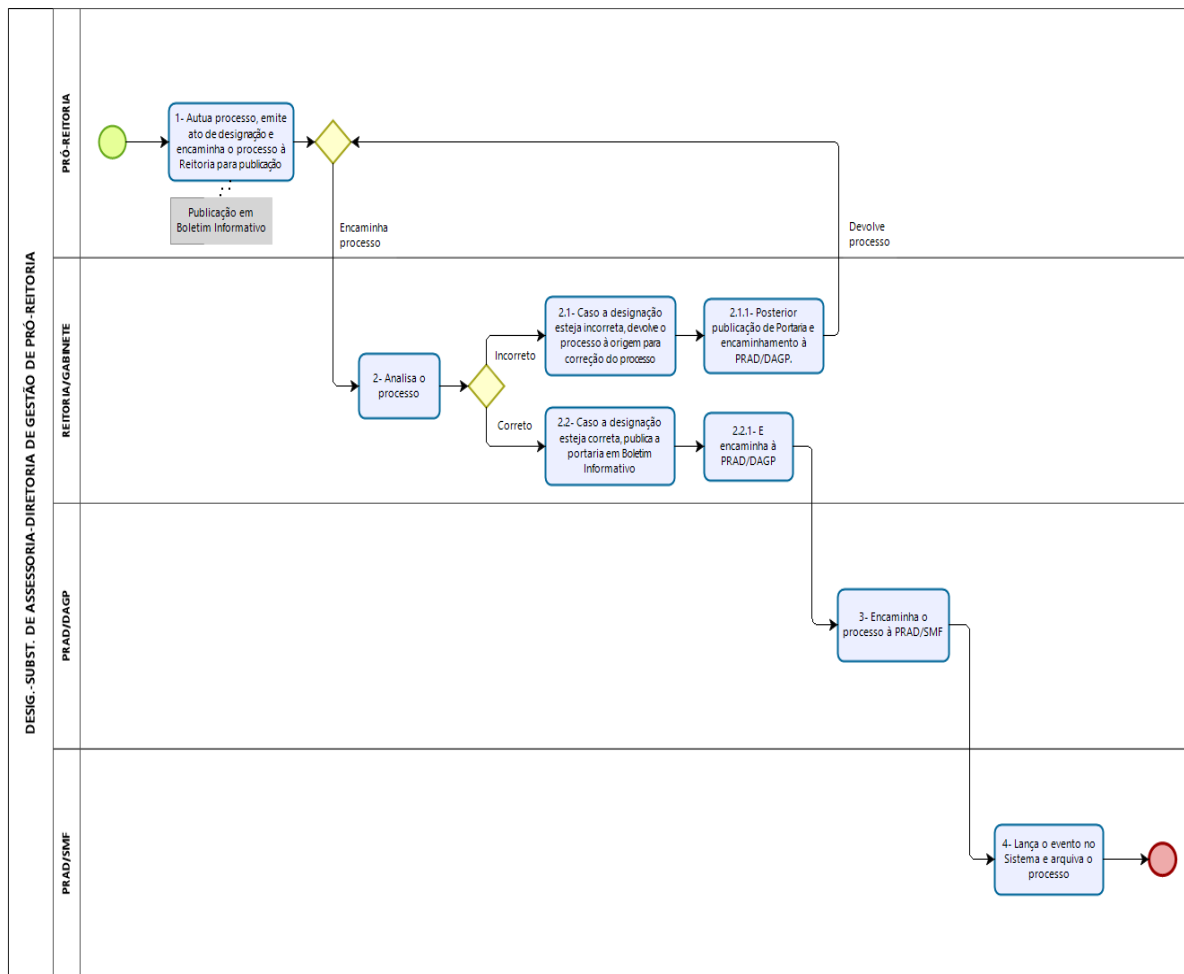 DESIG.-SUBST. DE ASSESSORIA-DIRETORIA DE GESTÃO DE PRÓ-REITORIA
PRÓ-REITORIA
1- Autua processo, emite
ato de designação e
encaminha o processo à
Reitoria para publicação
Publicação em
Boletim Informativo
Encaminha
processo
Devolve
processo
REITORIA/GABINETE
2- Analisa o
processo
Incorreto
2.1- Caso a designação
esteja incorreta, devolve o
processo à origem para
correção do processo
2.1.1- Posterior
publicação de Portaria e
encaminhamento à
PRAD/DAGP.
Correto
2.2- Caso a designação
esteja correta, publica a
portaria em Boletim
Informativo
2.2.1- E
encaminha à
PRAD/DAGP
PRAD/DAGP
3- Encaminha o
processo à PRAD/SMF
PRAD/SMF
4- Lança o evento no
Sistema e arquiva o
processo